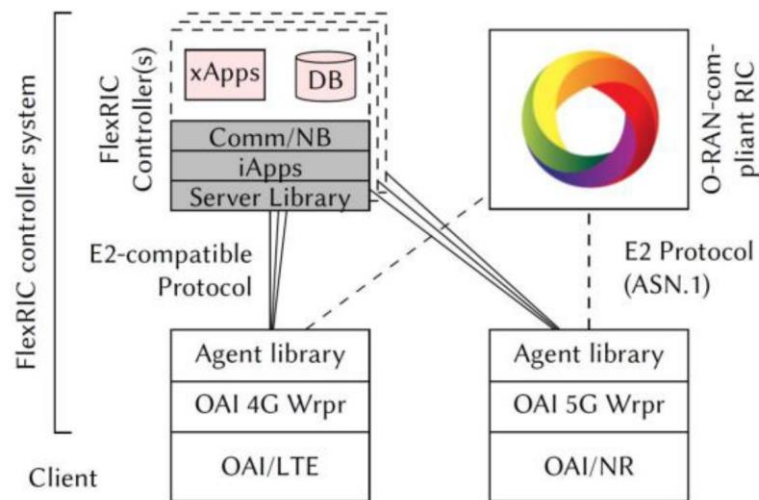 FlexRIC controller system
FlexRIC
Controller(s)
xApps
DB
Comm/NB
iApps
Server Library
O-RAN-com-
pliant RIC
E2-compatible
Protocol
E2 Protocol
(ASN.1)
Agent library
OAI 4G Wrpr
OAI/LTE
Agent library
OAI 5G Wrpr
OAI/NR
Client